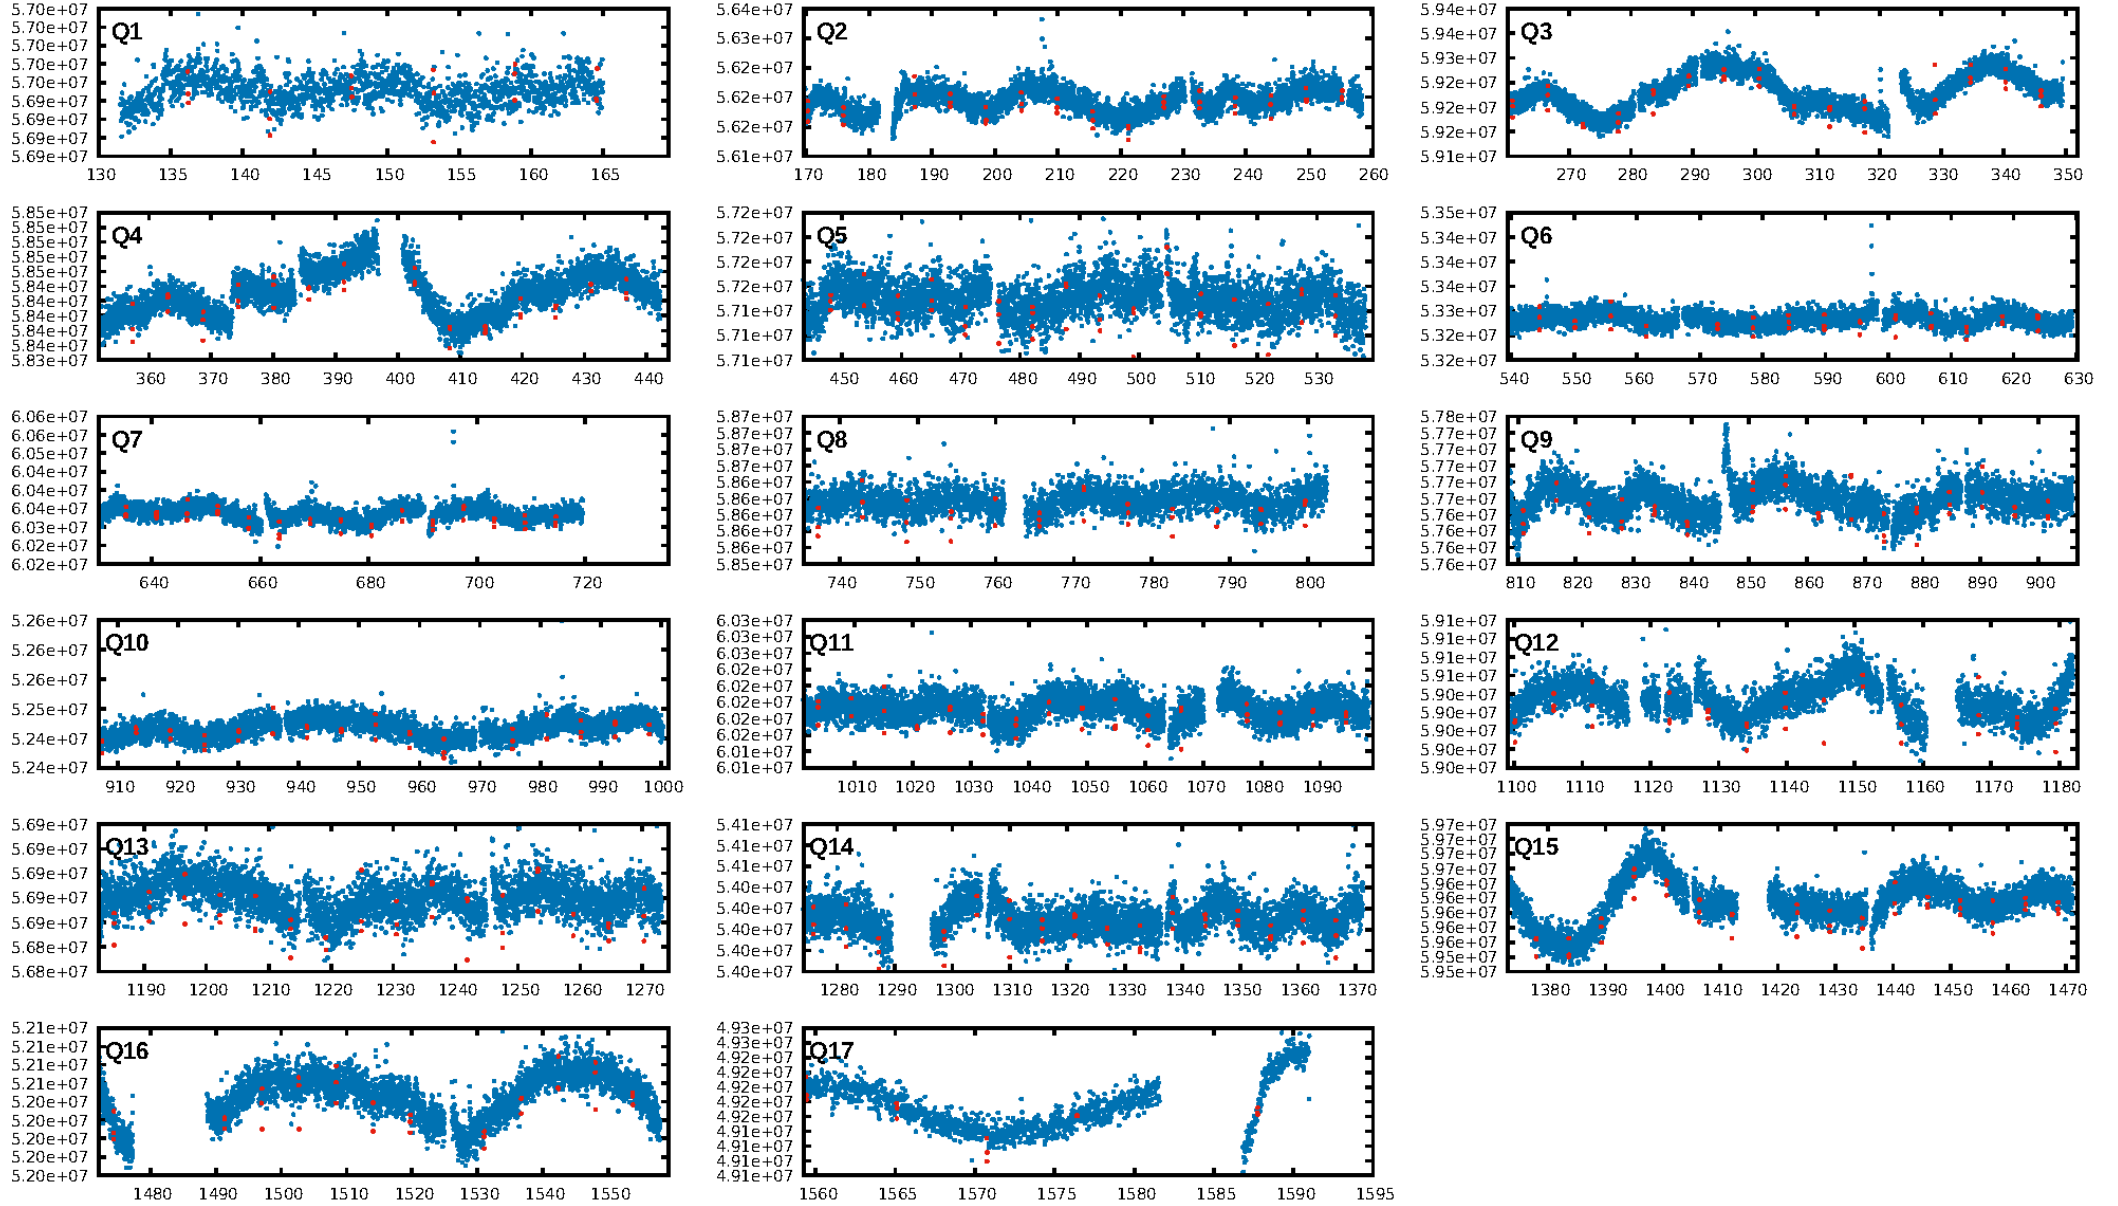 Q1
5.70e+07
5.70e+07
5.70e+07
5.70e+07
5.70e+07
5.69e+07
5.69e+07
5.69e+07
5.69e+07
130 135 140 145 150 155 160 165
Q2
5.64e+07
5.63e+07
5.62e+07
5.62e+07
5.62e+07
5.61e+07
170 180 190 200 210 220 230 240 250 260
Q3
5.94e+07
5.94e+07
5.93e+07
5.92e+07
5.92e+07
5.92e+07
5.91e+07
270 280 290 300 310 320 330 340 350
Q4
5.85e+07
5.85e+07
5.85e+07
5.85e+07
5.85e+07
5.84e+07
5.84e+07
5.84e+07
5.84e+07
5.84e+07
5.83e+07
360 370 380 390 400 410 420 430 440
Q5
5.72e+07
5.72e+07
5.72e+07
5.72e+07
5.71e+07
5.71e+07
5.71e+07
450 460 470 480 490 500 510 520 530
Q6
5.35e+07
5.34e+07
5.34e+07
5.34e+07
5.33e+07
5.32e+07
5.32e+07
540 550 560 570 580 590 600 610 620 630
Q7
6.06e+07
6.06e+07
6.05e+07
6.04e+07
6.04e+07
6.04e+07
6.03e+07
6.02e+07
6.02e+07
640 660 680 700 720
Q8
5.87e+07
5.87e+07
5.87e+07
5.87e+07
5.86e+07
5.86e+07
5.86e+07
5.86e+07
5.86e+07
5.85e+07
740 750 760 770 780 790 800
Q9
5.78e+07
5.77e+07
5.77e+07
5.77e+07
5.76e+07
5.76e+07
5.76e+07
810 820 830 840 850 860 870 880 890 900
Q10
5.26e+07
5.26e+07
5.26e+07
5.25e+07
5.24e+07
5.24e+07
910 920 930 940 950 960 970 980 990 1000
Q11
6.03e+07
6.03e+07
6.03e+07
6.02e+07
6.02e+07
6.02e+07
6.02e+07
6.02e+07
6.01e+07
6.01e+07
1010 1020 1030 1040 1050 1060 1070 1080 1090
Q12
5.91e+07
5.91e+07
5.91e+07
5.91e+07
5.90e+07
5.90e+07
5.90e+07
5.90e+07
5.90e+07
1100 1110 1120 1130 1140 1150 1160 1170 1180
Q13
5.69e+07
5.69e+07
5.69e+07
5.69e+07
5.69e+07
5.68e+07
5.68e+07
1190 1200 1210 1220 1230 1240 1250 1260 1270
Q14
5.41e+07
5.41e+07
5.41e+07
5.40e+07
5.40e+07
5.40e+07
5.40e+07
5.40e+07
1280 1290 1300 1310 1320 1330 1340 1350 1360 1370
Q15
5.97e+07
5.97e+07
5.97e+07
5.97e+07
5.96e+07
5.96e+07
5.96e+07
5.96e+07
5.96e+07
5.96e+07
5.95e+07
1380 1390 1400 1410 1420 1430 1440 1450 1460 1470
Q16
5.21e+07
5.21e+07
5.21e+07
5.21e+07
5.20e+07
5.20e+07
5.20e+07
5.20e+07
5.20e+07
1480 1490 1500 1510 1520 1530 1540 1550
Q17
4.93e+07
4.92e+07
4.92e+07
4.92e+07
4.92e+07
4.92e+07
4.92e+07
4.91e+07
4.91e+07
4.91e+07
4.91e+07
1560 1565 1570 1575 1580 1585 1590 1595